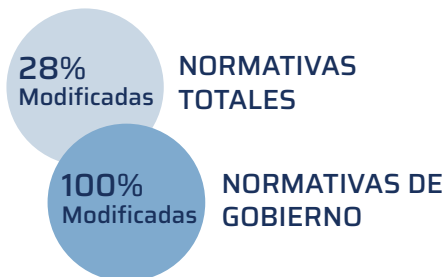 28%
Modificadas
NORMATIVAS
TOTALES
100%
Modificadas
NORMATIVAS DE
GOBIERNO